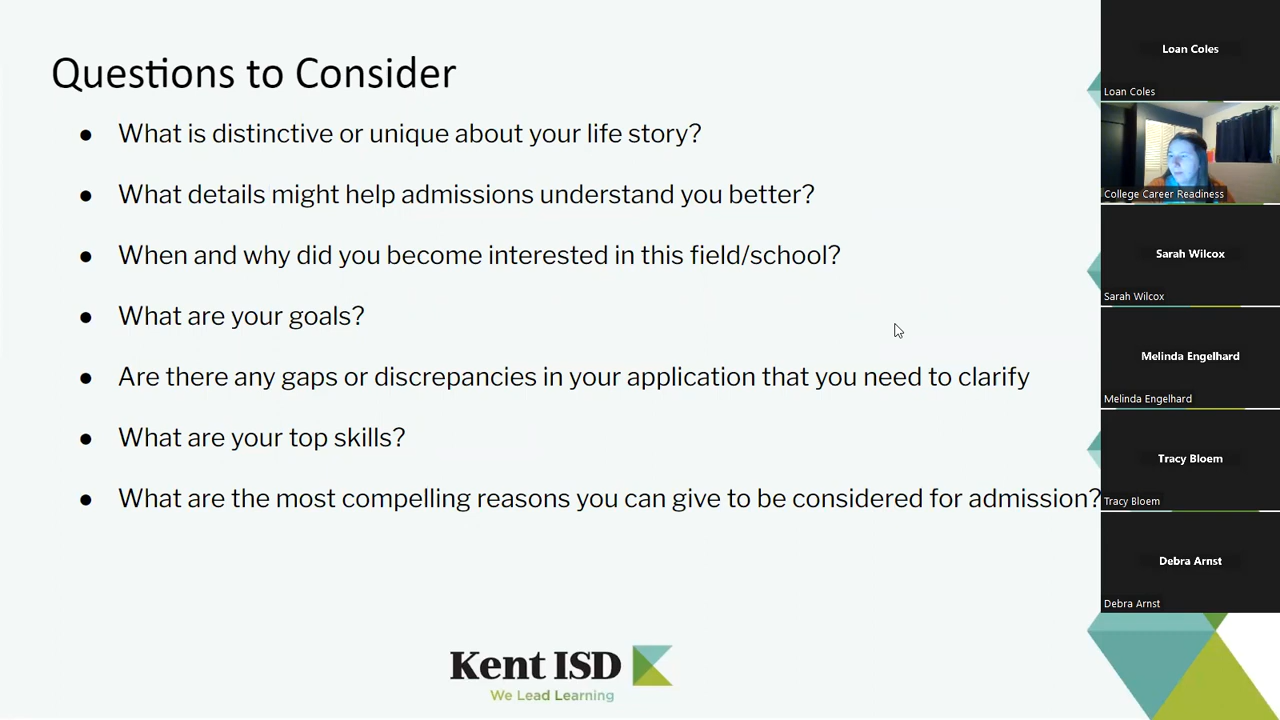 Questions to Consider
● What is distinctive or unique about your life story?
● What details might help admissions understand you better?
● When and why did you become interested in this field/school?
● What are your goals?
● Are there any gaps or discrepancies in your application that you need to clarify
● What are your top skills?
● What are the most compelling reasons you can give to be considered for admission?
Kent ISD
We Lead Learning
Loan Coles
Loan Coles
College Career Readiness
Sarah Wilcox
Sarah Wilcox
Melinda Engelhard
Melinda Engelhard
Tracy Bloem
Tracy Bloem
Debra Arnst
Debra Arnst